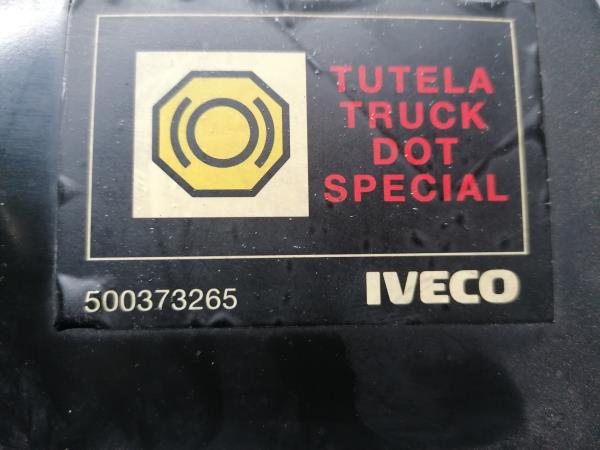 TUTELA
TRUCK
DOT
SPECIAL
500373265
IVECO